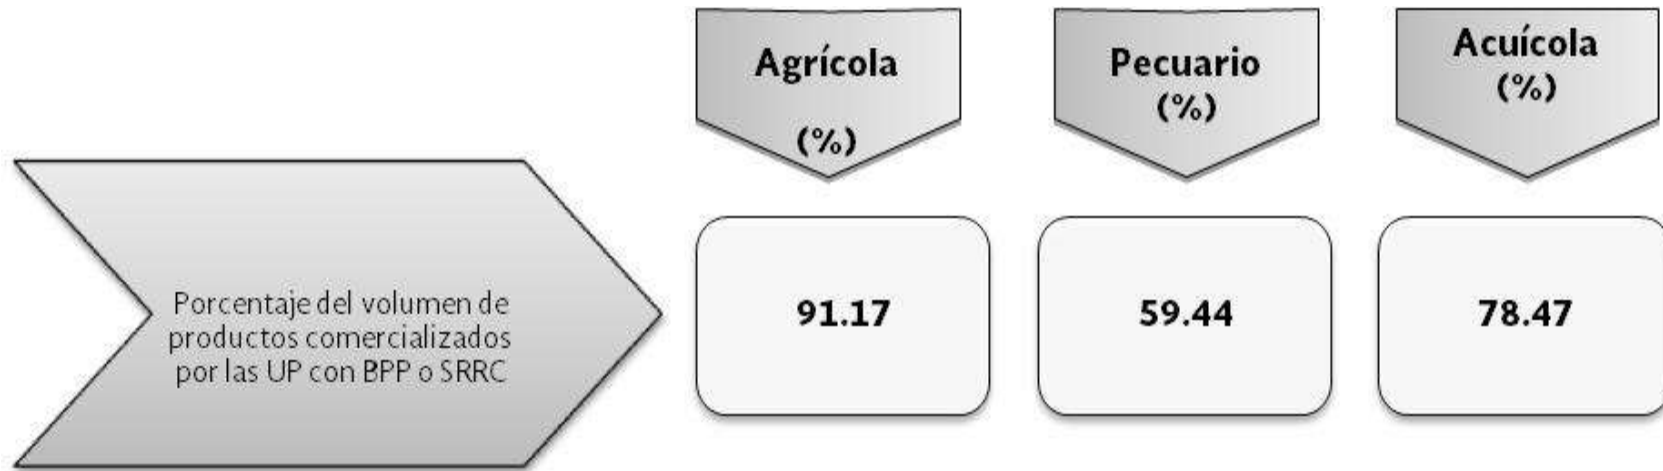 Agrícola
(%)
Pecuario
(%)
Acuícola
(%)
Porcentaje del volumen de
productos comercializados
por las UP con BPP o SRRC
91.17
59.44
78.47